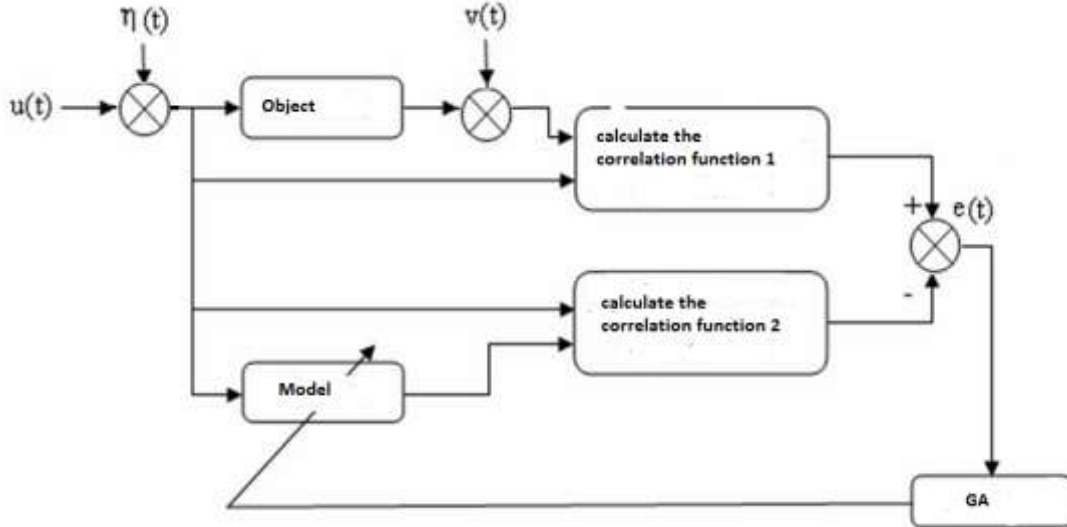 η(t)
v(t)
u(t)
Object
calculate the
correlation function 1
+
e(t)
-
calculate the
correlation function 2
Model
GA